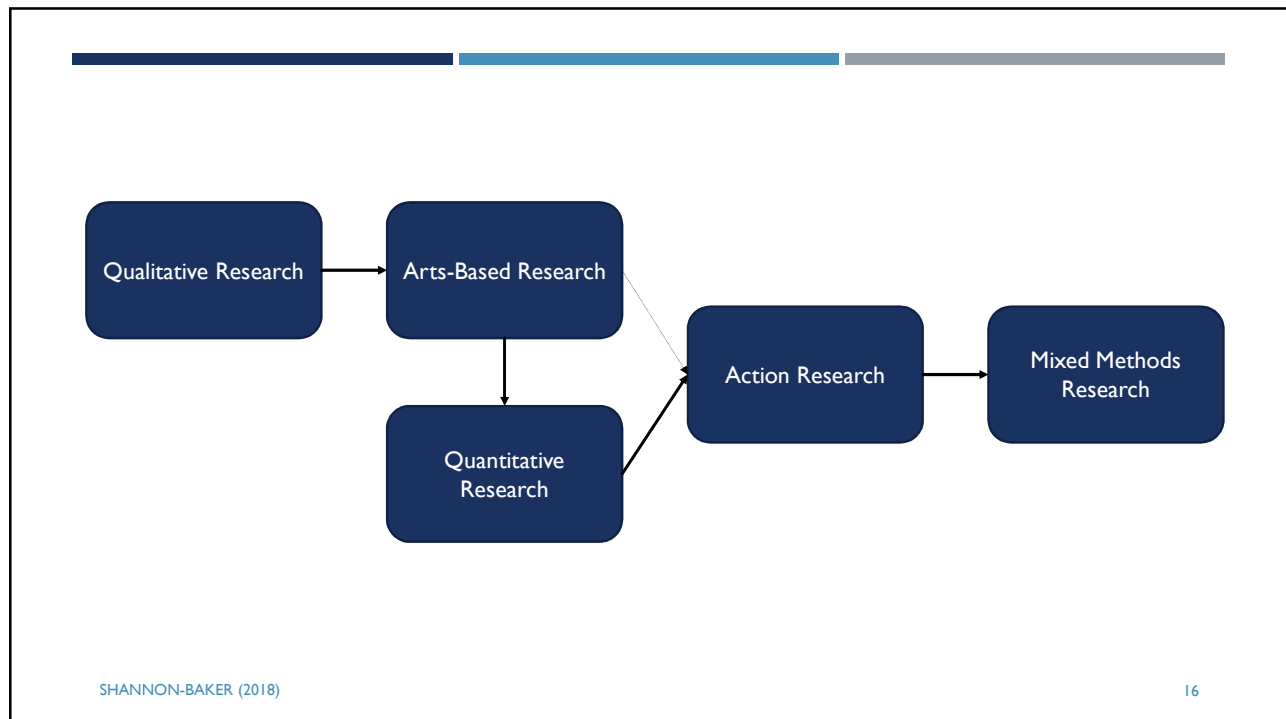 Qualitative Research
Arts-Based Research
Quantitative
Research
Action Research
Mixed Methods
Research
SHANNON-BAKER (2018)
16